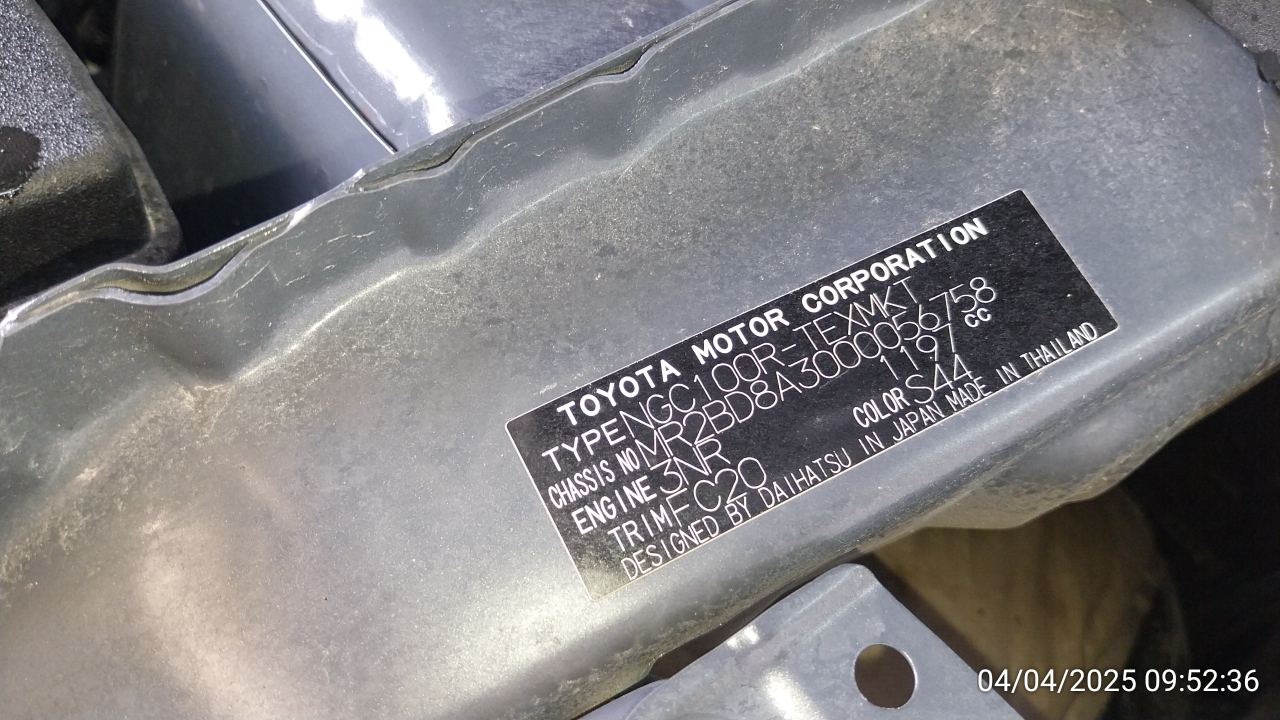 TOYOTA MOTOR CORPORATION
TYPE NGC100R-TEXMKT
CHASSIS NO MR2BD8A3000056758
ENGINE 3NR 1197 CC
TRIM FC20 COLOR S44
DESIGNED BY DAIHATSU IN JAPAN MADE IN THAILAND
04/04/2025 09:52:36